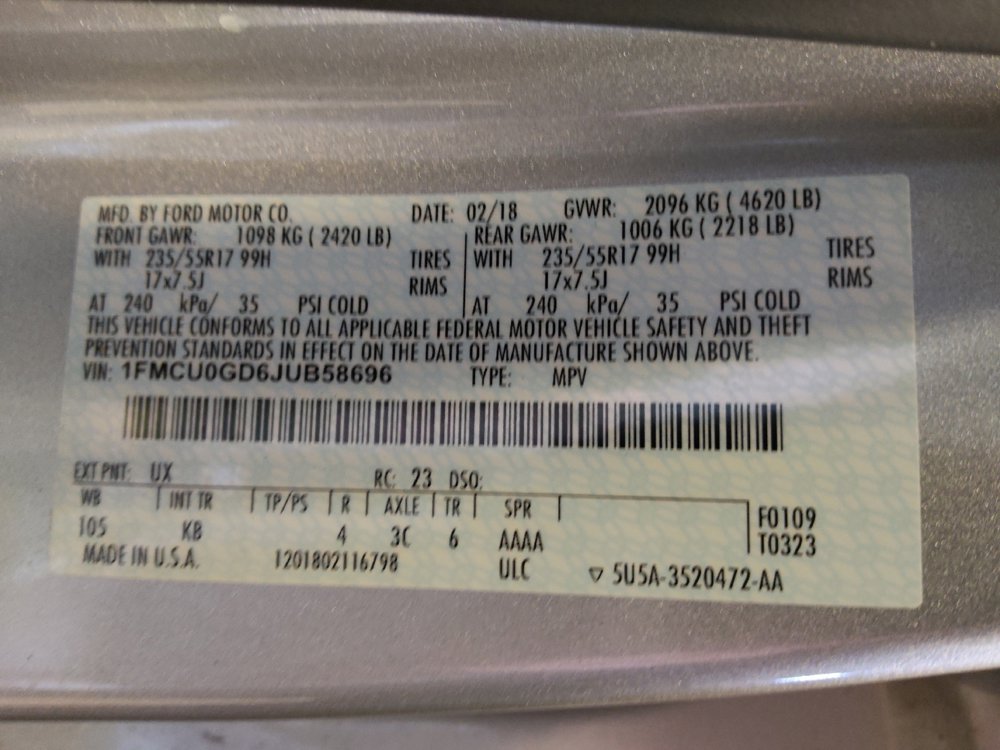 MFD. BY FORD MOTOR CO. DATE: 02/18 GVWR: 2096 KG ( 4620 LB)
FRONT GAWR: 1098 KG ( 2420 LB) REAR GAWR: 1006 KG ( 2218 LB)
WITH 235/55R17 99H TIRES WITH 235/55R17 99H TIRES
17x7.5J RIMS 17x7.5J RIMS
AT 240 kPa/ 35 PSI COLD AT 240 kPa/ 35 PSI COLD
THIS VEHICLE CONFORMS TO ALL APPLICABLE FEDERAL MOTOR VEHICLE SAFETY AND THEFT
PREVENTION STANDARDS IN EFFECT ON THE DATE OF MANUFACTURE SHOWN ABOVE.
VIN: 1FMCU0GD6JUB58696 TYPE: MPV
EXT PNT: UX RC: 23 DSO:
WB INT TR TP/PS R AXLE TR SPR F0109
105 KB 4 3C 6 AAAA T0323
MADE IN U.S.A. 1201802116798 ULC ▽ 5U5A-3520472-AA